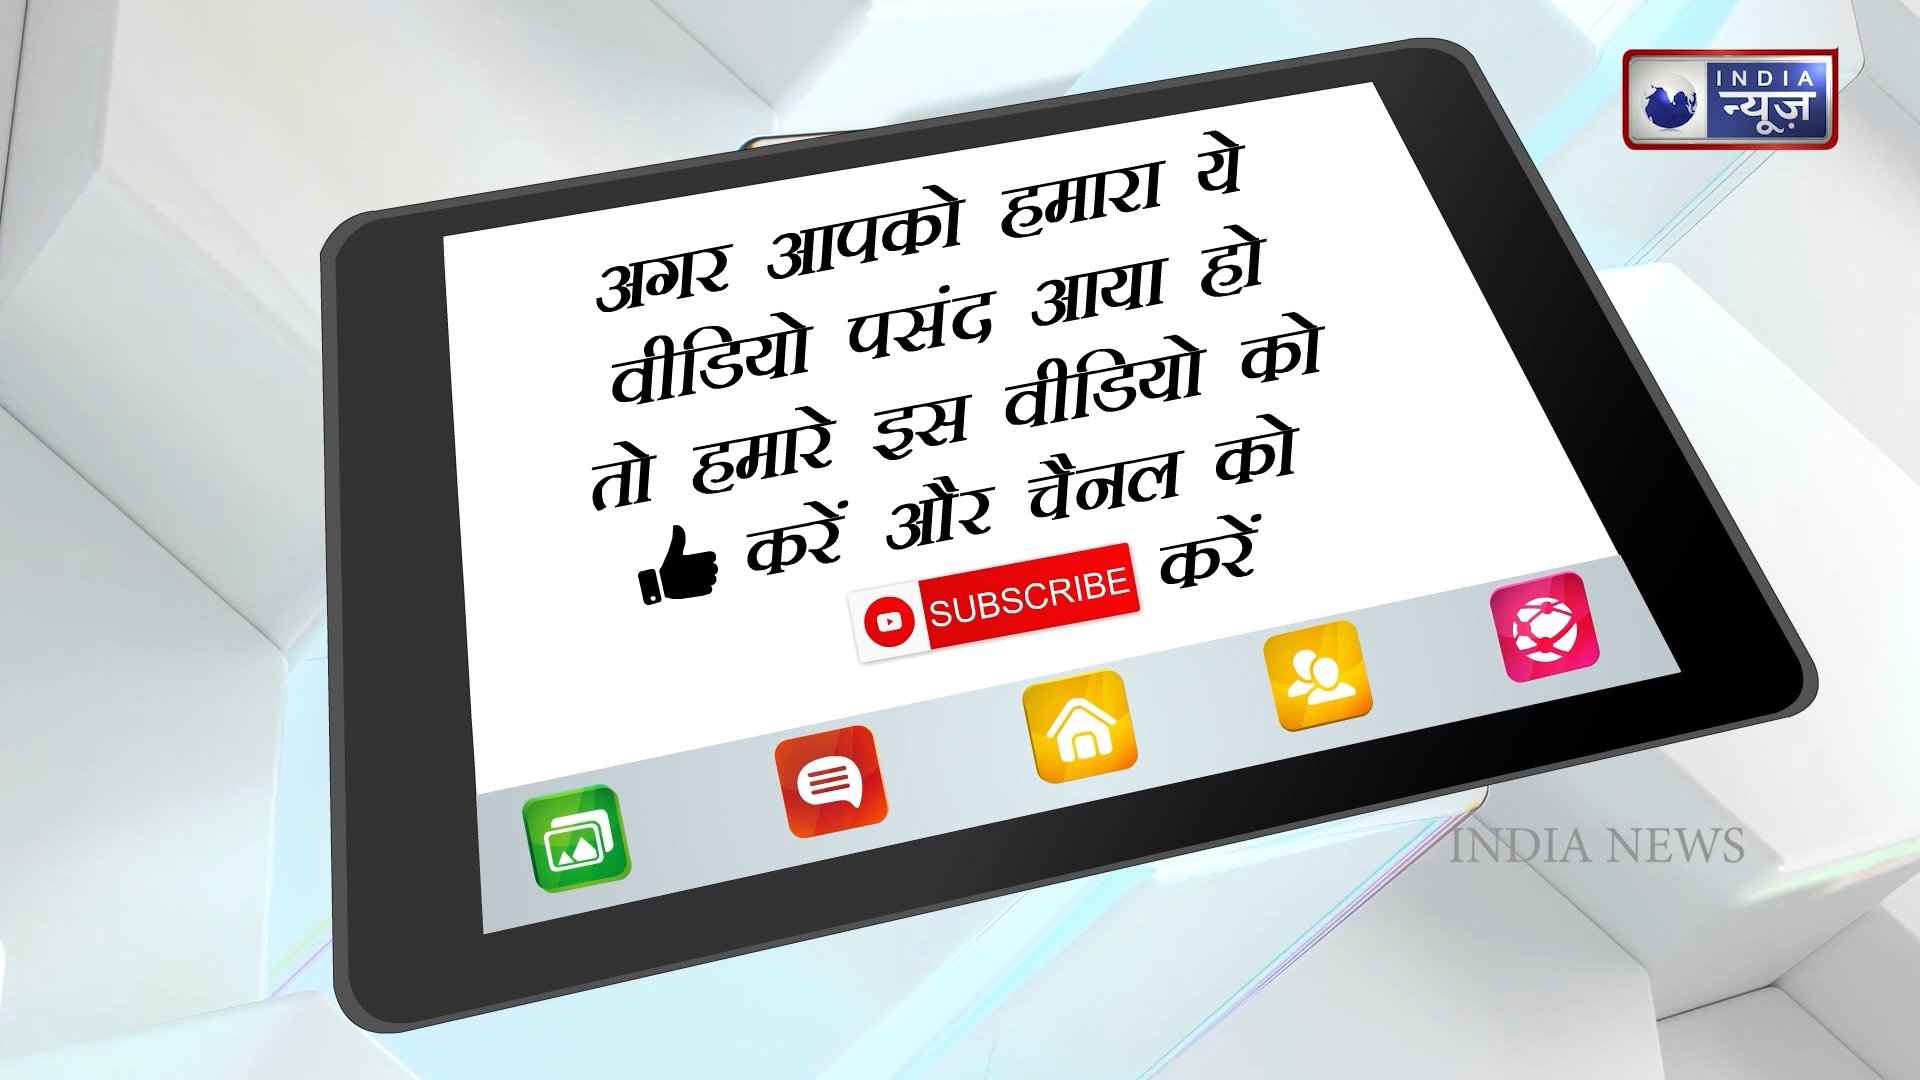 INDIA
न्यूज़
अगर आपको हमारा ये
वीडियो पसंद आया हो
तो हमारे इस वीडियो को
करें और चैनल को
SUBSCRIBE करें
INDIA NEWS